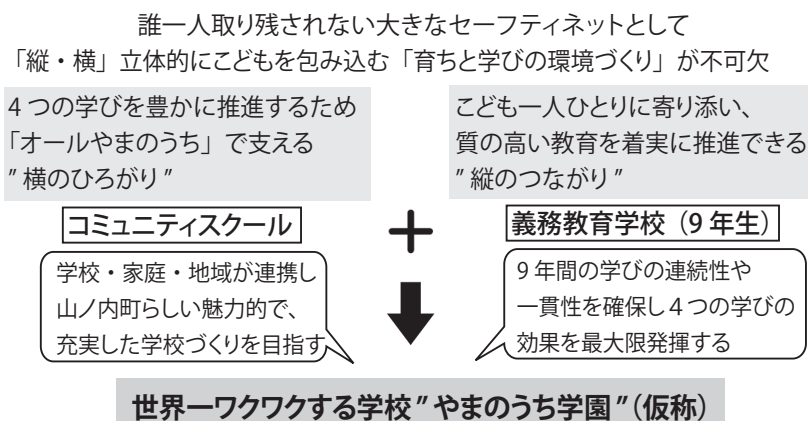 誰一人取り残されない大きなセーフティネットとして
「縦・横」立体的にこどもを包み込む「育ちと学びの環境づくり」が不可欠
4つの学びを豊かに推進するため
「オールやまのうち」で支える
”横のひろがり”
こども一人ひとりに寄り添い、
質の高い教育を着実に推進できる
”縦のつながり”
コミュニティスクール
＋
義務教育学校（9年生）
学校・家庭・地域が連携し
山ノ内町らしい魅力的で、
充実した学校づくりを目指す
9年間の学びの連続性や
一貫性を確保し4つの学びの
効果を最大限発揮する
世界一ワクワクする学校”やまのうち学園”（仮称）